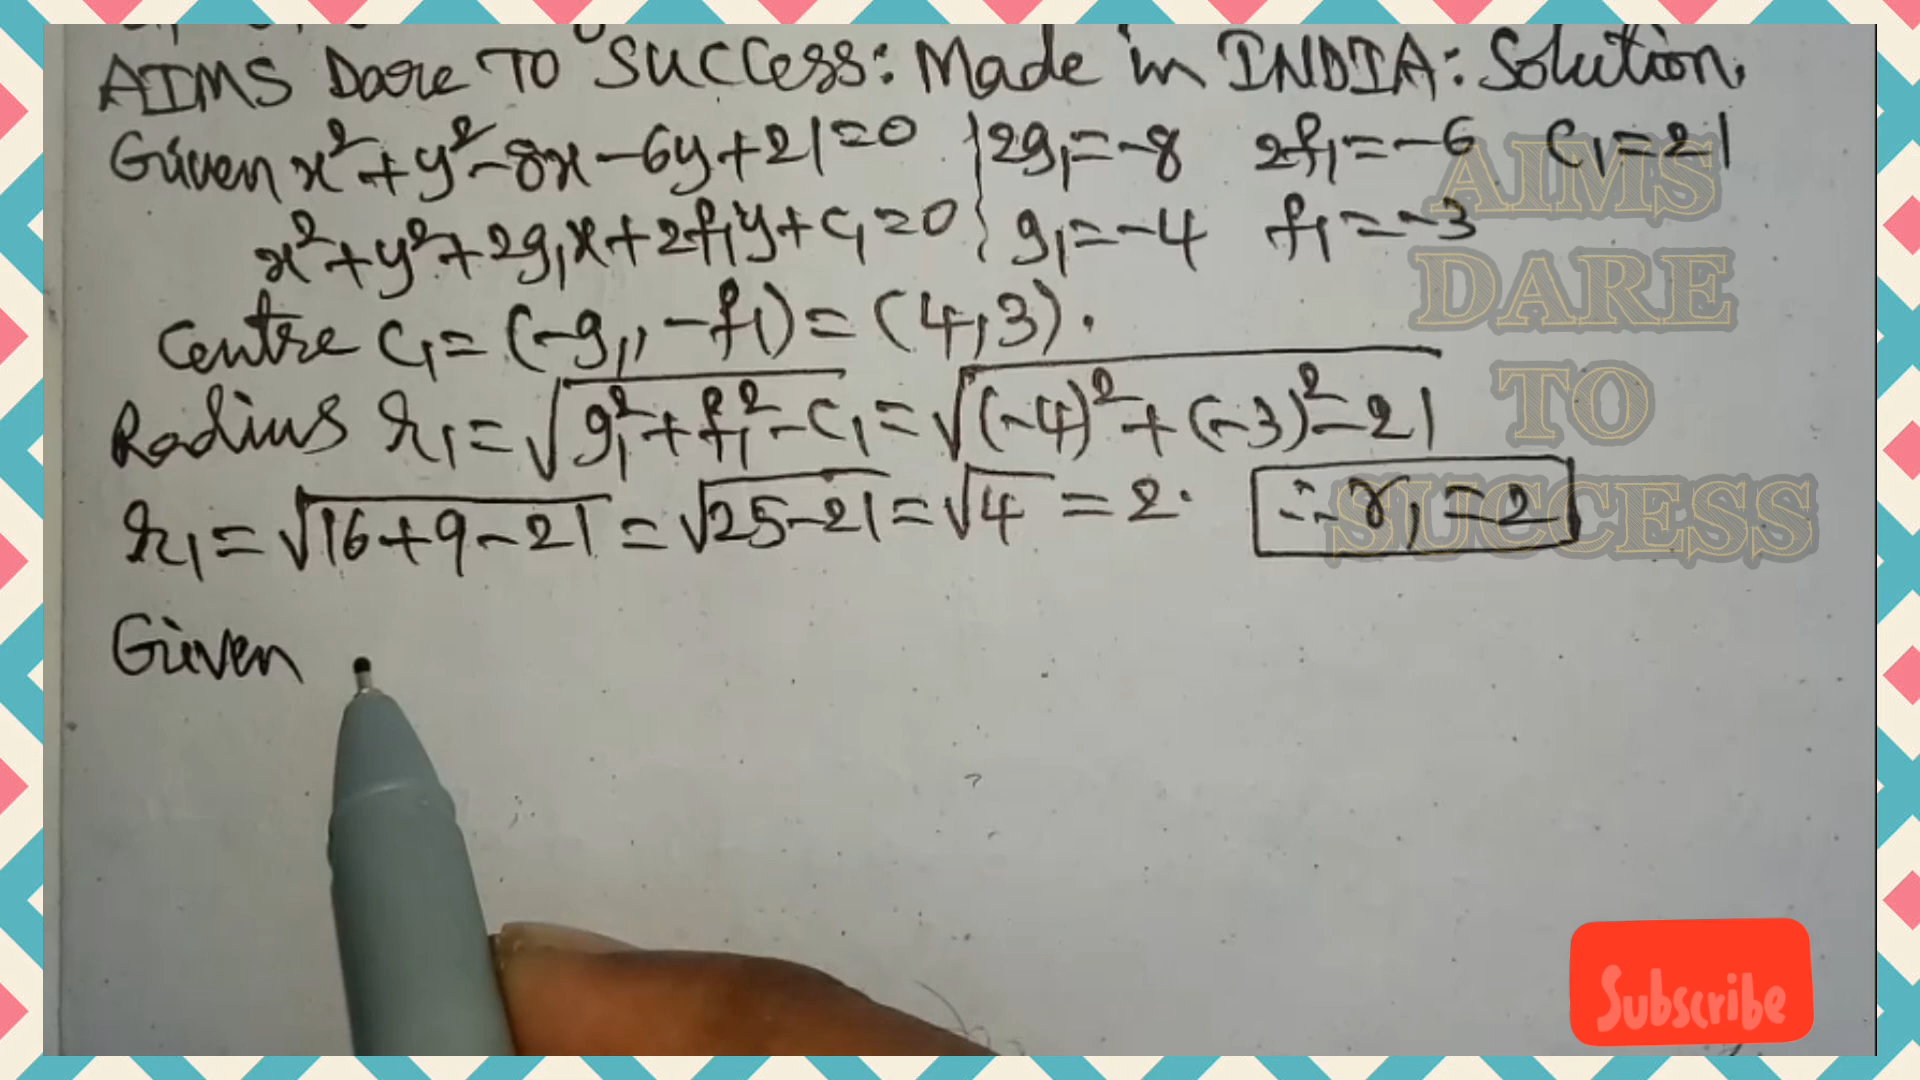 AIMS Dare TO Success: Made in INDIA: Solution.
Given x²+y²-8x-6y+21=0 | 2g₁=-8 2f₁=-6 C₁=21
x²+y²+2g₁x+2f₁y+c₁=0 g₁=-4 f₁=-3
Centre C₁=(-g₁, -f₁)=(4,3).
Radius r₁=√g₁²+f₁²-C₁=√(-4)²+(-3)²-21
r₁=√16+9-21=√25-21=√4=2. ∴ r₁=2
Given
AIMS
DARE
TO
SUCCESS
Subscribe